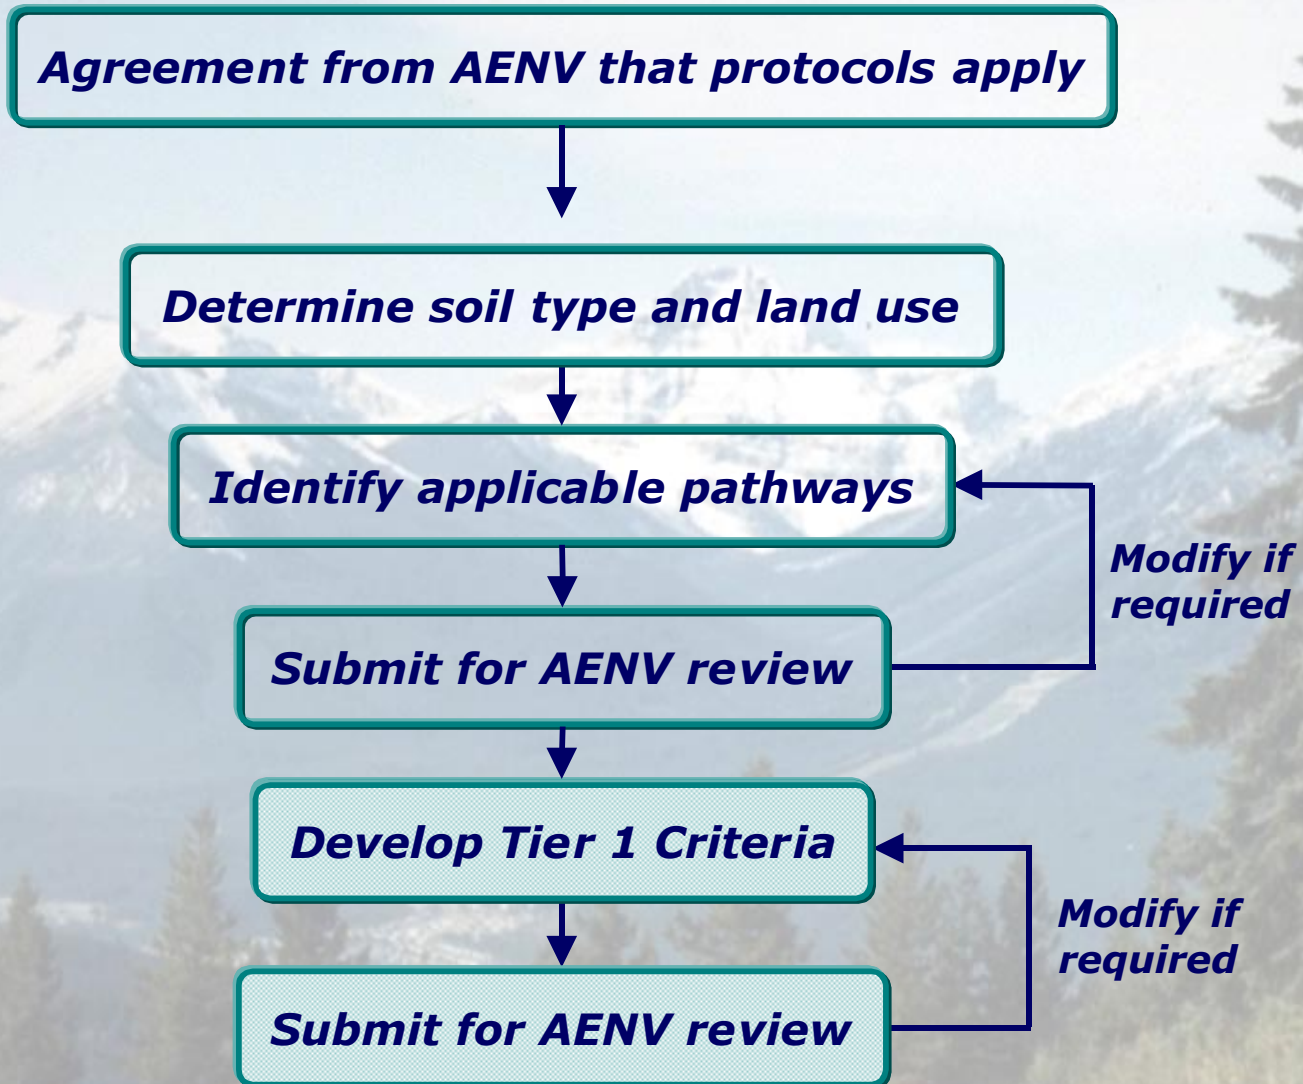 Agreement from AENV that protocols apply
Determine soil type and land use
Identify applicable pathways
Modify if
required
Submit for AENV review
Develop Tier 1 Criteria
Modify if
required
Submit for AENV review